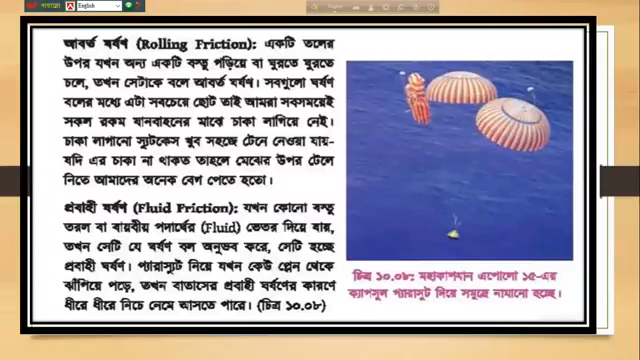 English
আবর্ত ঘর্ষণ (Rolling Friction): একটি তলের
উপর যখন অন্য একটি বস্তু গড়িয়ে বা ঘুরতে ঘুরতে
চলে, তখন সেটাকে বলে আবর্ত ঘর্ষণ। সবগুলো ঘর্ষণ
বলের মধ্যে এটা সবচেয়ে ছোট তাই আমরা সবসময়েই
সকল রকম যানবাহনের মাঝে চাকা লাগিয়ে নেই।
চাকা লাগানো স্যুটকেস খুব সহজে টেনে নেওয়া যায়-
যদি এর চাকা না থাকত তাহলে মেঝের উপর টেনে
নিতে আমাদের অনেক বেগ পেতে হতো।
প্রবাহী ঘর্ষণ (Fluid Friction): যখন কোনো বস্তু
তরল বা বায়বীয় পদার্থের (Fluid) ভেতর দিয়ে যায়,
তখন সেটি যে ঘর্ষণ বল অনুভব করে, সেটি হচ্ছে
প্রবাহী ঘর্ষণ। প্যারাস্যুট নিয়ে যখন কেউ প্লেন থেকে
ঝাঁপিয়ে পড়ে, তখন বাতাসের প্রবাহী ঘর্ষণের কারণে
ধীরে ধীরে নিচে নেমে আসতে পারে। (চিত্র ১০.০৮)
চিত্র ১০.০৮: মহাকাশযান এপোলো ১৫-এর
ক্যাপসুল প্যারাসুট দিয়ে সমুদ্রে নামানো হচ্ছে।